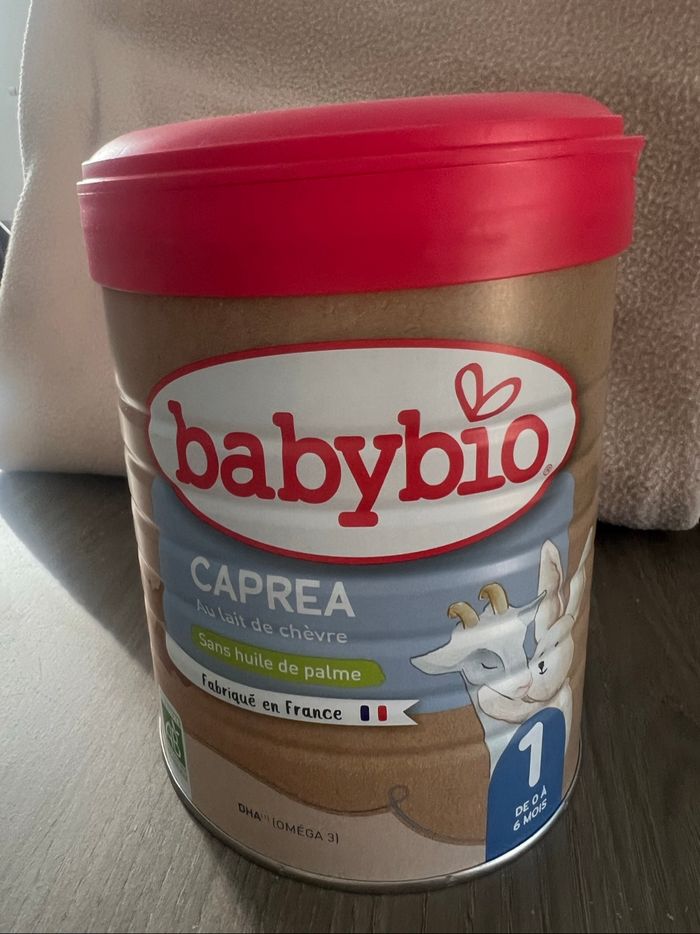 babybio
CAPREA
Au lait de chèvre
Sans huile de palme
Fabriqué en France
1
DE 0 À
6 MOIS
DHA(1) (OMÉGA 3)